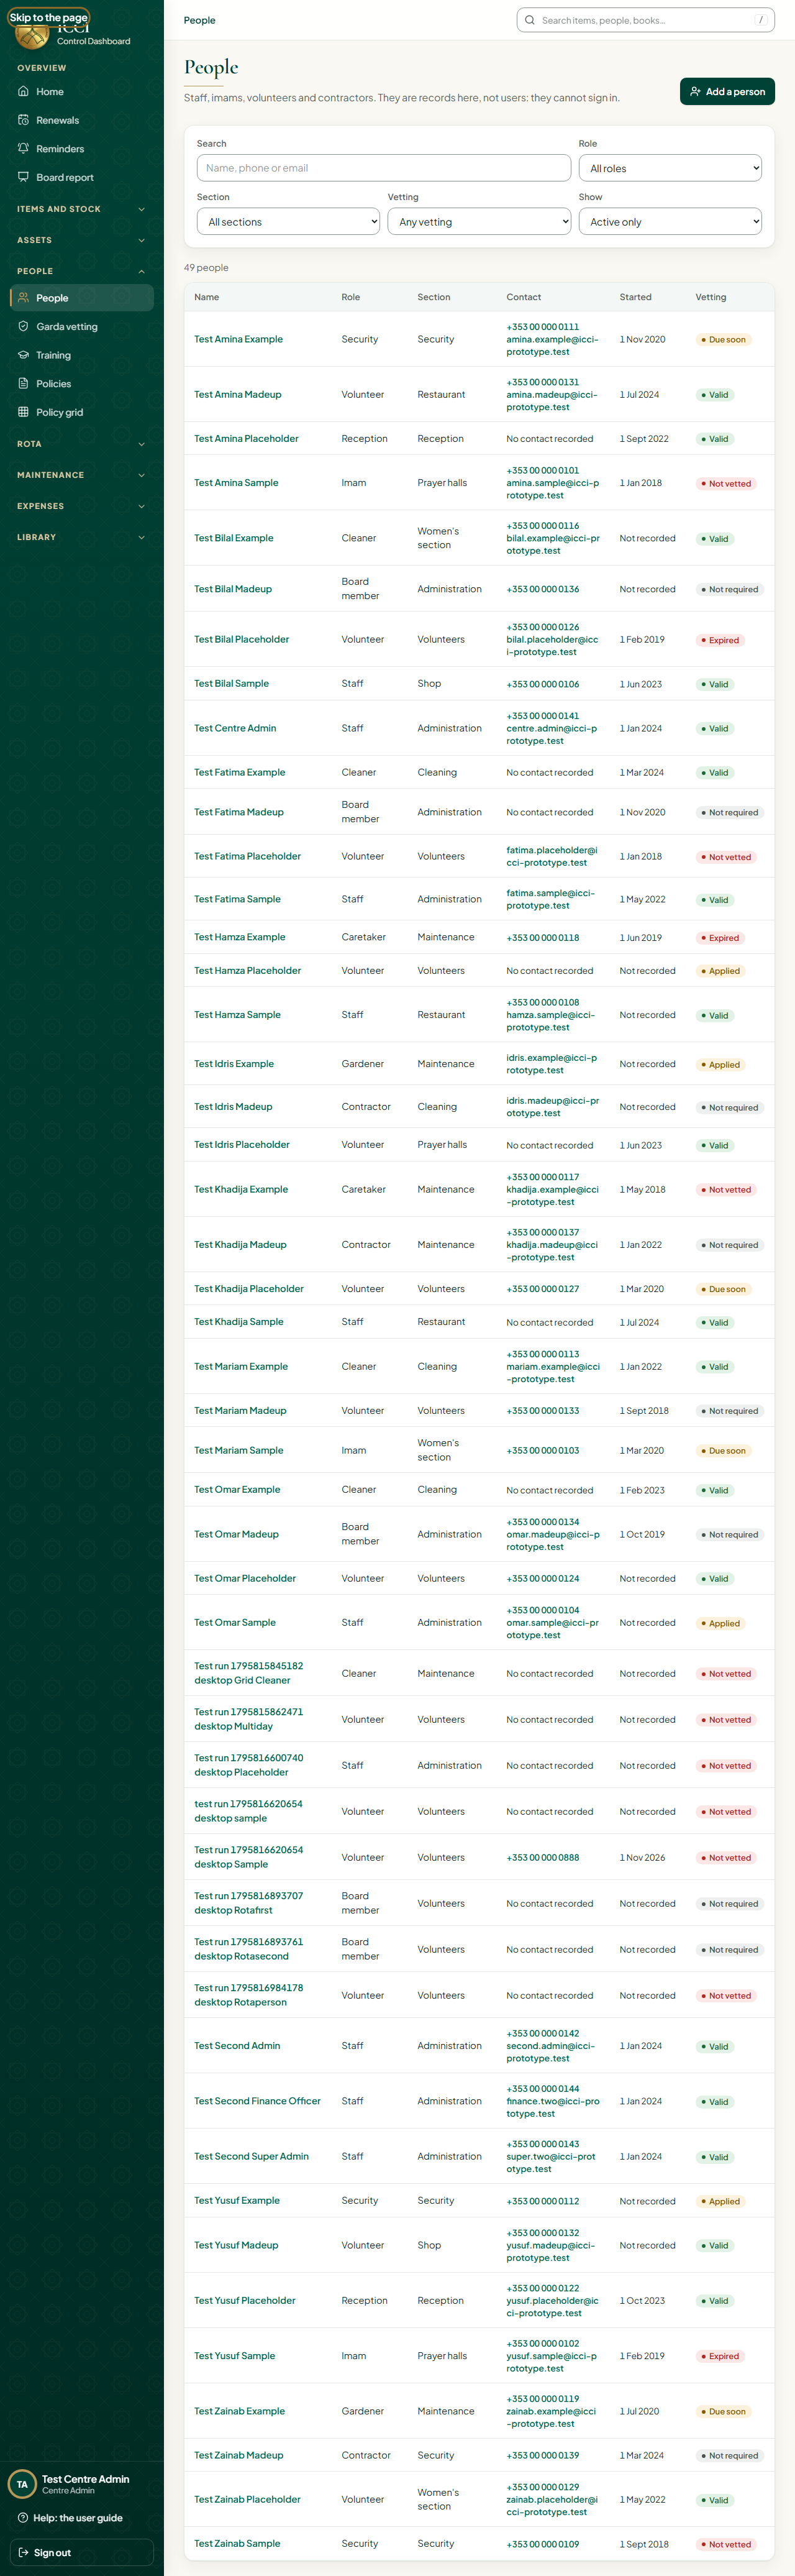 Skip to the page
ICCI
Control Dashboard
OVERVIEW
Home
Renewals
Reminders
Board report
ITEMS AND STOCK
ASSETS
PEOPLE
People
Garda vetting
Training
Policies
Policy grid
ROTA
MAINTENANCE
EXPENSES
LIBRARY
TA
Test Centre Admin
Centre Admin
Help: the user guide
Sign out
People
Search items, people, books...
/
People
Staff, imams, volunteers and contractors. They are records here, not users: they cannot sign in.
Add a person
Search
Role
Name, phone or email
All roles
Section
Vetting
Show
All sections
Any vetting
Active only
49 people
Name Role Section Contact Started Vetting
Test Amina Example Security Security +353 00 000 0111 1 Nov 2020 Due soon
amina.example@icci-
prototype.test
Test Amina Madeup Volunteer Restaurant +353 00 000 0131 1 Jul 2024 Valid
amina.madeup@icci-
prototype.test
Test Amina Placeholder Reception Reception No contact recorded 1 Sept 2022 Valid
Test Amina Sample Imam Prayer halls +353 00 000 0101 1 Jan 2018 Not vetted
amina.sample@icci-p
rototype.test
Test Bilal Example Cleaner Women's +353 00 000 0116 Not recorded Valid
section bilal.example@icci-pr
ototype.test
Test Bilal Madeup Board Administration +353 00 000 0136 Not recorded Not required
member
Test Bilal Placeholder Volunteer Volunteers +353 00 000 0126 1 Feb 2019 Expired
bilal.placeholder@icc
i-prototype.test
Test Bilal Sample Staff Shop +353 00 000 0106 1 Jun 2023 Valid
Test Centre Admin Staff Administration +353 00 000 0141 1 Jan 2024 Valid
centre.admin@icci-p
rototype.test
Test Fatima Example Cleaner Cleaning No contact recorded 1 Mar 2024 Valid
Test Fatima Madeup Board Administration No contact recorded 1 Nov 2020 Not required
member
Test Fatima Placeholder Volunteer Volunteers fatima.placeholder@i 1 Jan 2018 Not vetted
cci-prototype.test
Test Fatima Sample Staff Administration fatima.sample@icci- 1 May 2022 Valid
prototype.test
Test Hamza Example Caretaker Maintenance +353 00 000 0118 1 Jun 2019 Expired
Test Hamza Placeholder Volunteer Volunteers No contact recorded Not recorded Applied
Test Hamza Sample Staff Restaurant +353 00 000 0108 Not recorded Valid
hamza.sample@icci-
prototype.test
Test Idris Example Gardener Maintenance idris.example@icci-p Not recorded Applied
rototype.test
Test Idris Madeup Contractor Cleaning idris.madeup@icci-pr Not recorded Not required
ototype.test
Test Idris Placeholder Volunteer Prayer halls No contact recorded 1 Jun 2023 Valid
Test Khadija Example Caretaker Maintenance +353 00 000 0117 1 May 2018 Not vetted
khadija.example@icci
-prototype.test
Test Khadija Madeup Contractor Maintenance +353 00 000 0137 1 Jan 2022 Not required
khadija.madeup@icci
-prototype.test
Test Khadija Placeholder Volunteer Volunteers +353 00 000 0127 1 Mar 2020 Due soon
Test Khadija Sample Staff Restaurant No contact recorded 1 Jul 2024 Valid
Test Mariam Example Cleaner Cleaning +353 00 000 0113 1 Jan 2022 Valid
mariam.example@icci
-prototype.test
Test Mariam Madeup Volunteer Volunteers +353 00 000 0133 1 Sept 2018 Not required
Test Mariam Sample Imam Women's +353 00 000 0103 1 Mar 2020 Due soon
section
Test Omar Example Cleaner Cleaning No contact recorded 1 Feb 2023 Valid
Test Omar Madeup Board Administration +353 00 000 0134 1 Oct 2019 Not required
member omar.madeup@icci-p
rototype.test
Test Omar Placeholder Volunteer Volunteers +353 00 000 0124 Not recorded Valid
Test Omar Sample Staff Administration +353 00 000 0104 Not recorded Applied
omar.sample@icci-pr
ototype.test
Test run 1795815845182 Cleaner Maintenance No contact recorded Not recorded Not vetted
desktop Grid Cleaner
Test run 1795815862471 Volunteer Volunteers No contact recorded Not recorded Not vetted
desktop Multiday
Test run 1795816600740 Staff Administration No contact recorded Not recorded Not vetted
desktop Placeholder
test run 1795816620654 Volunteer Volunteers No contact recorded Not recorded Not vetted
desktop sample
Test run 1795816620654 Volunteer Volunteers +353 00 000 0888 1 Nov 2026 Not vetted
desktop Sample
Test run 1795816893707 Board Volunteers No contact recorded Not recorded Not required
desktop Rotafirst member
Test run 1795816893761 Board Volunteers No contact recorded Not recorded Not required
desktop Rotasecond member
Test run 1795816984178 Volunteer Volunteers No contact recorded Not recorded Not vetted
desktop Rotaperson
Test Second Admin Staff Administration +353 00 000 0142 1 Jan 2024 Valid
second.admin@icci-
prototype.test
Test Second Finance Officer Staff Administration +353 00 000 0144 1 Jan 2024 Valid
finance.two@icci-pro
totype.test
Test Second Super Admin Staff Administration +353 00 000 0143 1 Jan 2024 Valid
super.two@icci-prot
otype.test
Test Yusuf Example Security Security +353 00 000 0112 Not recorded Applied
Test Yusuf Madeup Volunteer Shop +353 00 000 0132 Not recorded Valid
yusuf.madeup@icci-
prototype.test
Test Yusuf Placeholder Reception Reception +353 00 000 0122 1 Oct 2023 Valid
yusuf.placeholder@ic
ci-prototype.test
Test Yusuf Sample Imam Prayer halls +353 00 000 0102 1 Feb 2019 Expired
yusuf.sample@icci-p
rototype.test
Test Zainab Example Gardener Maintenance +353 00 000 0119 1 Jul 2020 Due soon
zainab.example@icci
-prototype.test
Test Zainab Madeup Contractor Security +353 00 000 0139 1 Mar 2024 Not required
Test Zainab Placeholder Volunteer Women's +353 00 000 0129 1 May 2022 Valid
section zainab.placeholder@i
cci-prototype.test
Test Zainab Sample Security Security +353 00 000 0109 1 Sept 2018 Not vetted